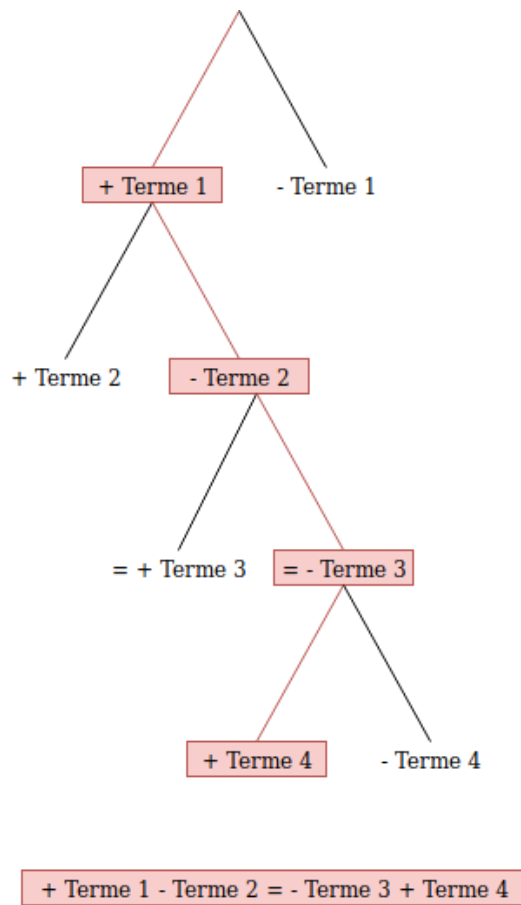 + Terme 1
- Terme 1
+ Terme 2
- Terme 2
= + Terme 3
= - Terme 3
+ Terme 4
- Terme 4
+ Terme 1 - Terme 2 = - Terme 3 + Terme 4